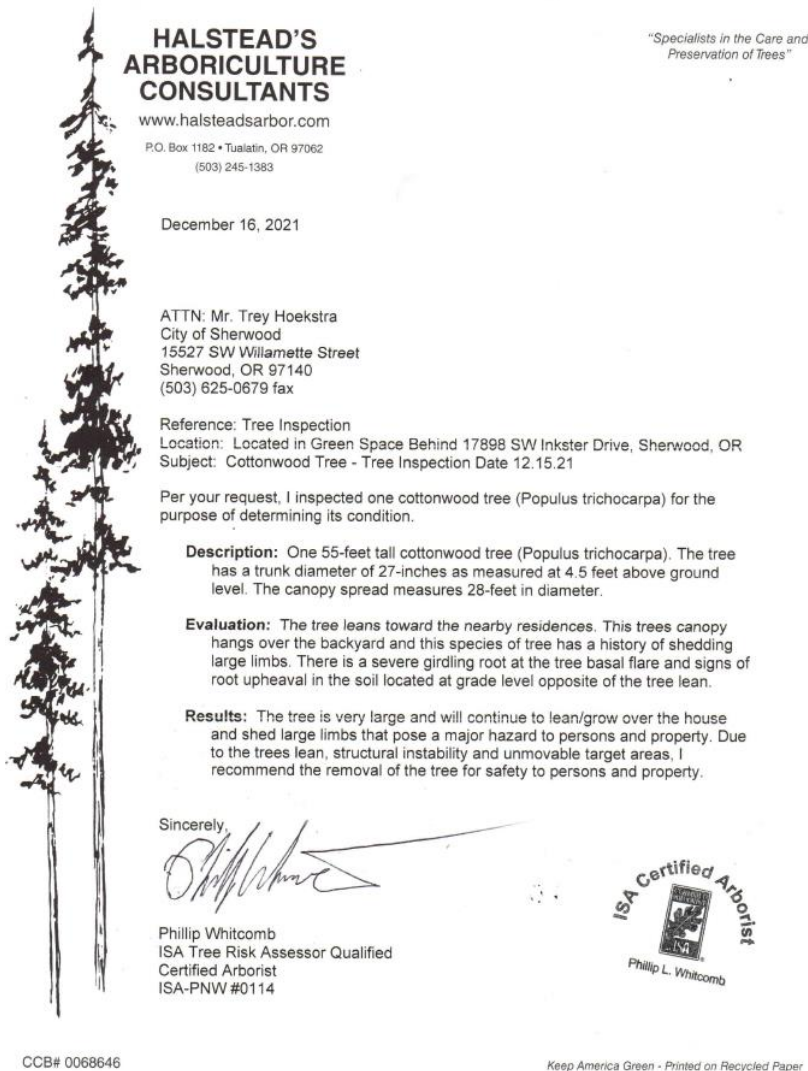 HALSTEAD'S
ARBORICULTURE
CONSULTANTS
www.halsteadsarbor.com
P.O. Box 1182 • Tualatin, OR 97062
(503) 245-1383
"Specialists in the Care and
Preservation of Trees"
December 16, 2021
ATTN: Mr. Trey Hoekstra
City of Sherwood
15527 SW Willamette Street
Sherwood, OR 97140
(503) 625-0679 fax
Reference: Tree Inspection
Location: Located in Green Space Behind 17898 SW Inkster Drive, Sherwood, OR
Subject: Cottonwood Tree - Tree Inspection Date 12.15.21
Per your request, I inspected one cottonwood tree (Populus trichocarpa) for the
purpose of determining its condition.
Description: One 55-feet tall cottonwood tree (Populus trichocarpa). The tree
has a trunk diameter of 27-inches as measured at 4.5 feet above ground
level. The canopy spread measures 28-feet in diameter.
Evaluation: The tree leans toward the nearby residences. This trees canopy
hangs over the backyard and this species of tree has a history of shedding
large limbs. There is a severe girdling root at the tree basal flare and signs of
root upheaval in the soil located at grade level opposite of the tree lean.
Results: The tree is very large and will continue to lean/grow over the house
and shed large limbs that pose a major hazard to persons and property. Due
to the trees lean, structural instability and unmovable target areas, I
recommend the removal of the tree for safety to persons and property.
Sincerely,
Phillip Whitcomb
ISA Tree Risk Assessor Qualified
Certified Arborist
ISA-PNW #0114
ISA Certified Arborist
ISA
Phillip L. Whitcomb
CCB# 0068646
Keep America Green - Printed on Recycled Paper